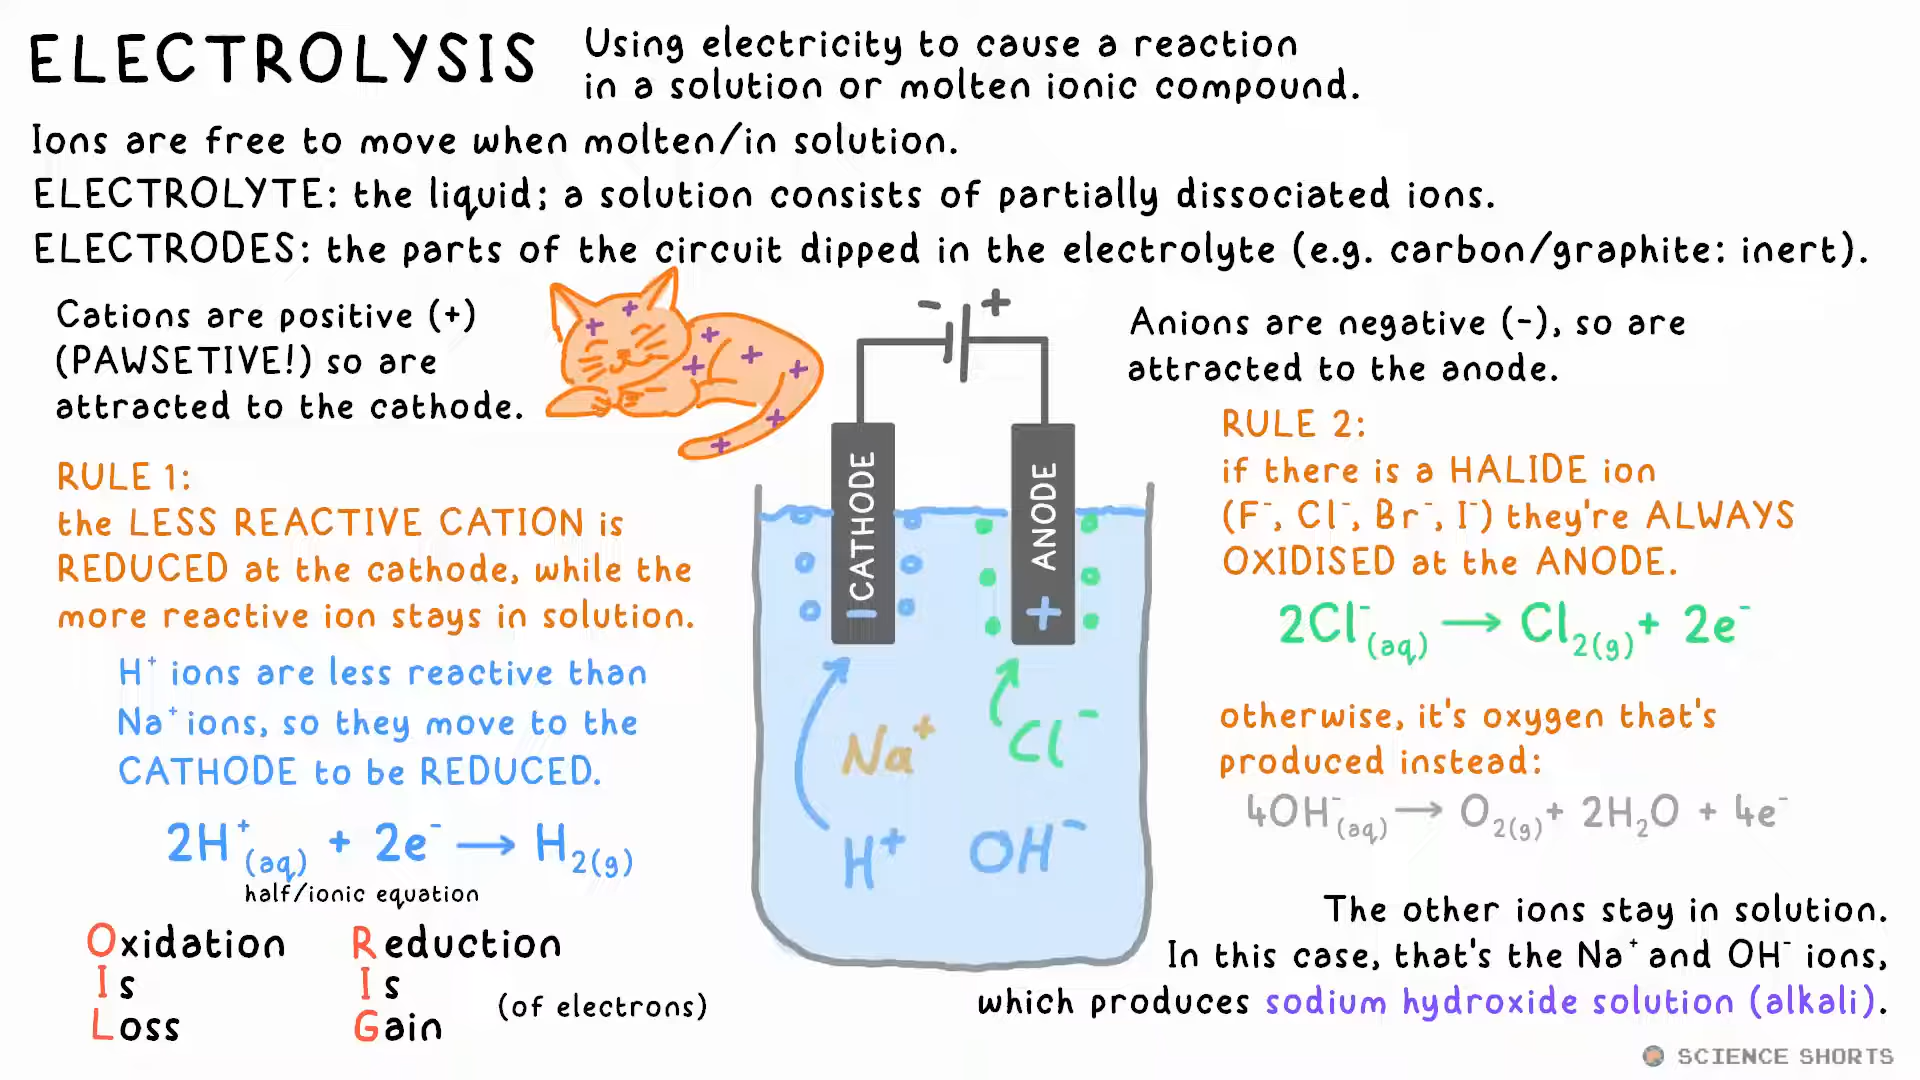 ELECTROLYSIS
Using electricity to cause a reaction
in a solution or molten ionic compound.
Ions are free to move when molten/in solution.
ELECTROLYTE: the liquid; a solution consists of partially dissociated ions.
ELECTRODES: the parts of the circuit dipped in the electrolyte (e.g. carbon/graphite: inert).
Cations are positive (+)
(PAWSETIVE!) so are
attracted to the cathode.
RULE 1:
the LESS REACTIVE CATION is
REDUCED at the cathode, while the
more reactive ion stays in solution.
H⁺ ions are less reactive than
Na⁺ ions, so they move to the
CATHODE to be REDUCED.
2H⁺(aq) + 2e⁻ → H₂(g)
half/ionic equation
Oxidation
Is
Loss
Reduction
Is
Gain
(of electrons)
- +
CATHODE
-
ANODE
+
Na⁺
Cl⁻
H⁺
OH⁻
Anions are negative (-), so are
attracted to the anode.
RULE 2:
if there is a HALIDE ion
(F⁻, Cl⁻, Br⁻, I⁻) they're ALWAYS
OXIDISED at the ANODE.
2Cl⁻(aq) → Cl₂(g) + 2e⁻
otherwise, it's oxygen that's
produced instead:
4OH⁻(aq) → O₂(g) + 2H₂O + 4e⁻
The other ions stay in solution.
In this case, that's the Na⁺ and OH⁻ ions,
which produces sodium hydroxide solution (alkali).
SCIENCE SHORTS